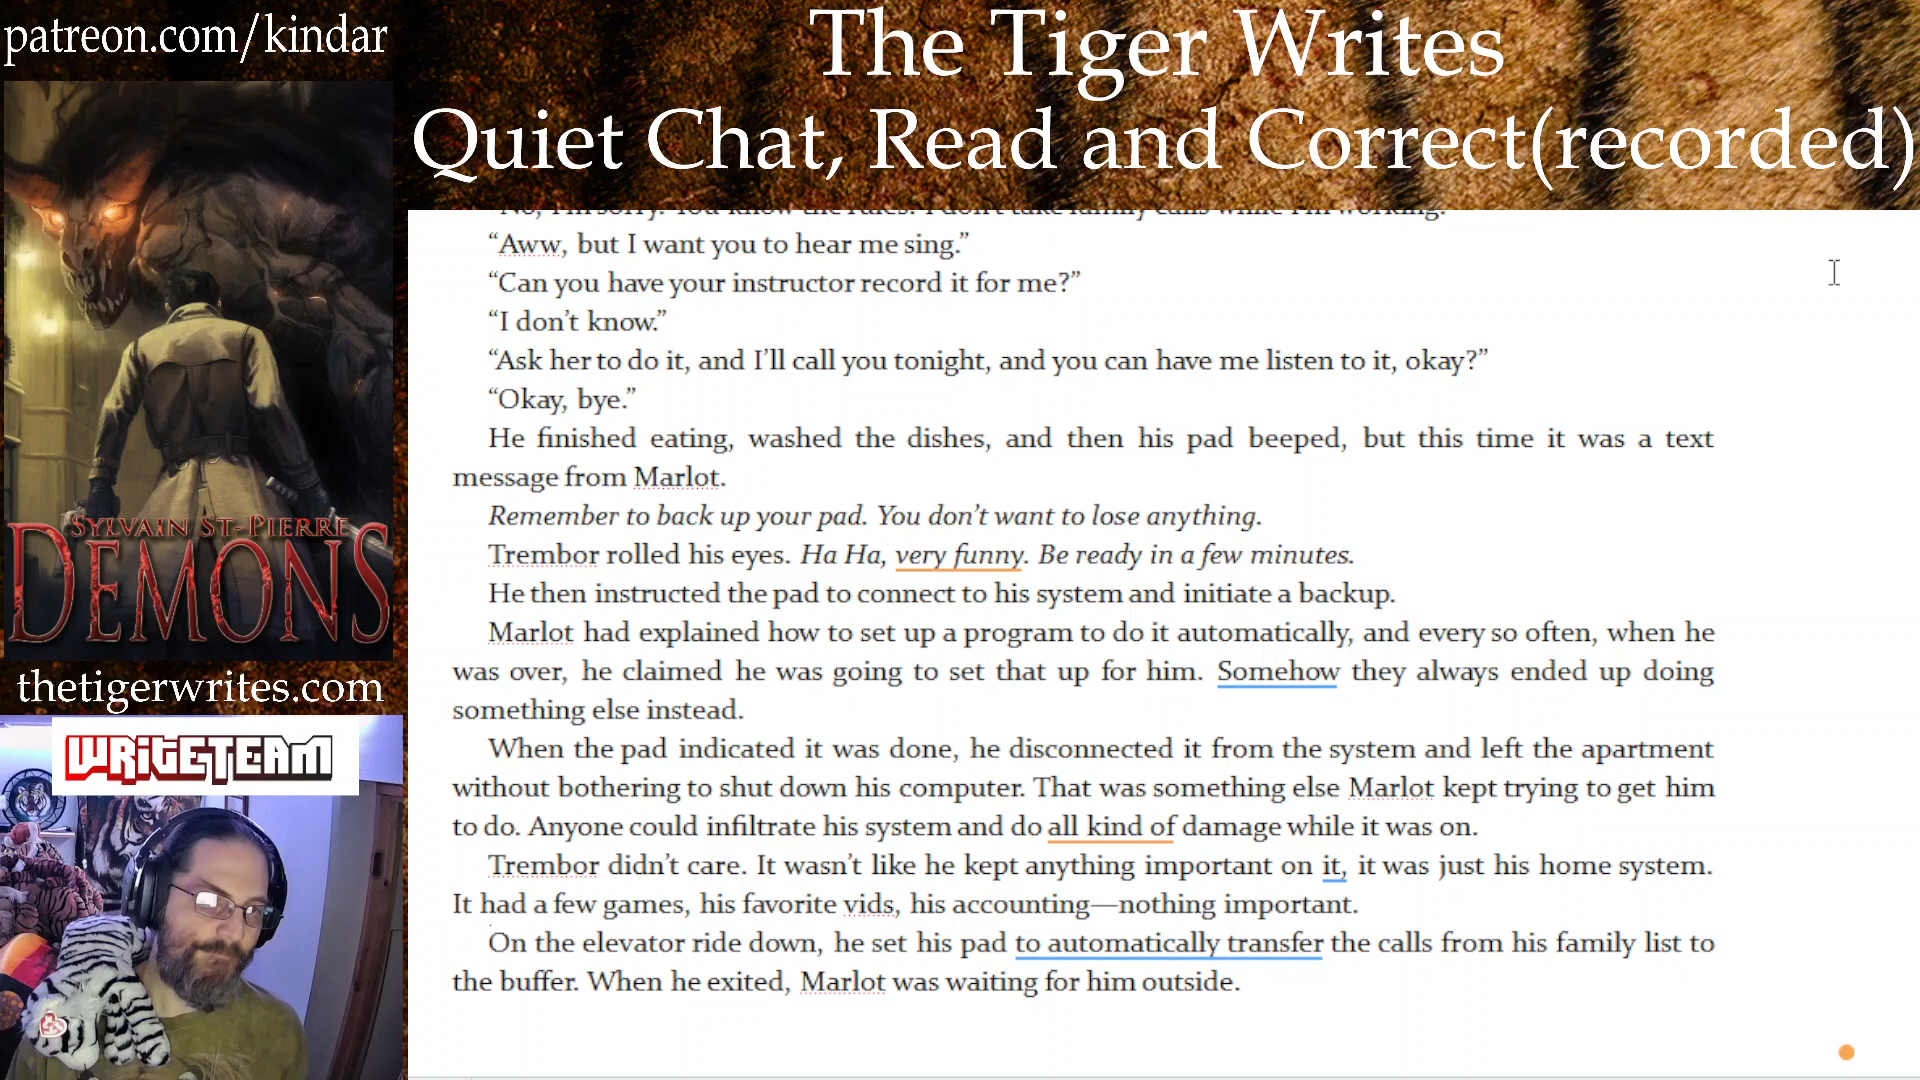 patreon.com/kindar
The Tiger Writes
Quiet Chat, Read and Correct(recorded)
SYLVAIN ST-PIERRE
DEMONS
thetigerwrites.com
WRITETEAM
"No, I'm sorry. You know the rules. I don't take family calls while I'm working."
“Aww, but I want you to hear me sing.”
“Can you have your instructor record it for me?”
“I don’t know.”
“Ask her to do it, and I’ll call you tonight, and you can have me listen to it, okay?”
“Okay, bye.”
He finished eating, washed the dishes, and then his pad beeped, but this time it was a text
message from Marlot.
Remember to back up your pad. You don’t want to lose anything.
Trembor rolled his eyes. Ha Ha, very funny. Be ready in a few minutes.
He then instructed the pad to connect to his system and initiate a backup.
Marlot had explained how to set up a program to do it automatically, and every so often, when he
was over, he claimed he was going to set that up for him. Somehow they always ended up doing
something else instead.
When the pad indicated it was done, he disconnected it from the system and left the apartment
without bothering to shut down his computer. That was something else Marlot kept trying to get him
to do. Anyone could infiltrate his system and do all kind of damage while it was on.
Trembor didn’t care. It wasn’t like he kept anything important on it, it was just his home system.
It had a few games, his favorite vids, his accounting—nothing important.
On the elevator ride down, he set his pad to automatically transfer the calls from his family list to
the buffer. When he exited, Marlot was waiting for him outside.